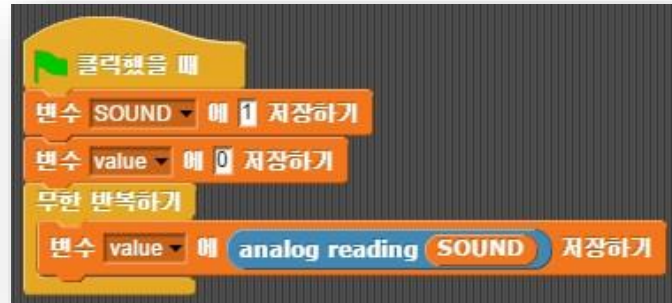 클릭했을 때
변수 SOUND 에 1 저장하기
변수 value 에 0 저장하기
무한 반복하기
변수 value 에 analog reading SOUND 저장하기